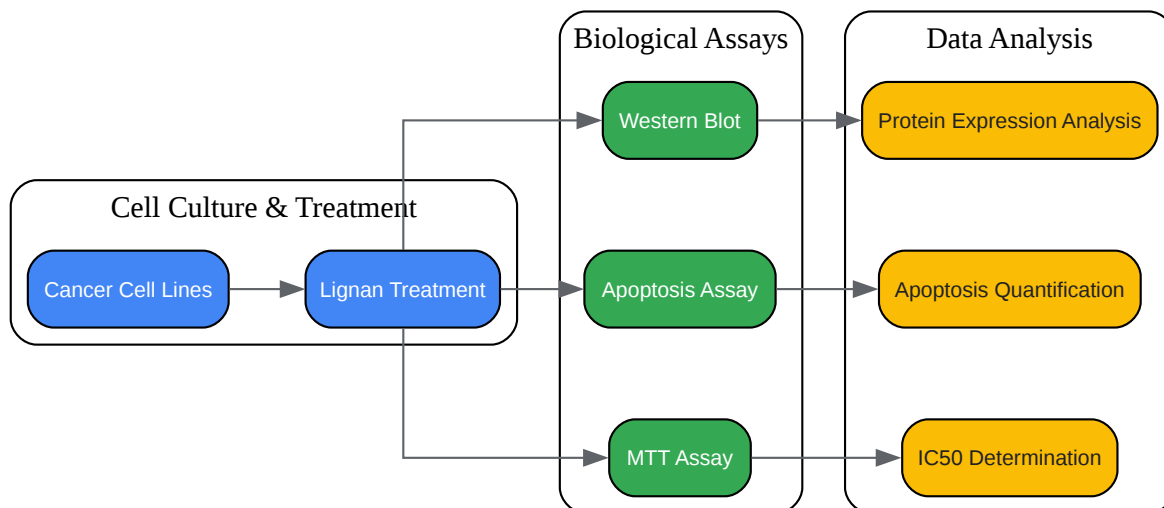 Biological Assays
Data Analysis
Western Blot
Protein Expression Analysis
Cell Culture & Treatment
Cancer Cell Lines
Lignan Treatment
Apoptosis Assay
Apoptosis Quantification
MTT Assay
IC50 Determination